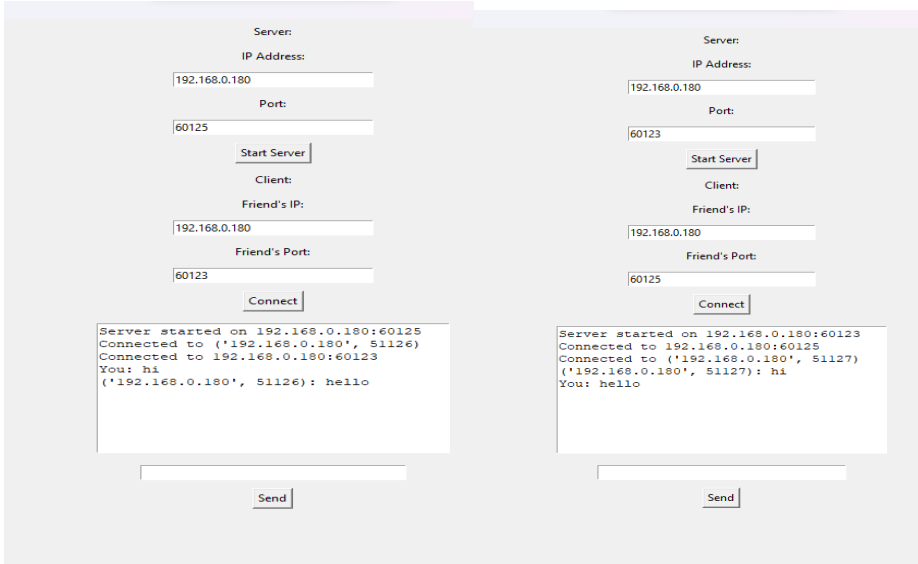 Server:
IP Address:
192.168.0.180
Port:
60125
Start Server
Client:
Friend's IP:
192.168.0.180
Friend's Port:
60123
Connect
Server started on 192.168.0.180:60125
Connected to ('192.168.0.180', 51126)
Connected to 192.168.0.180:60123
You: hi
('192.168.0.180', 51126): hello
Send
Server:
IP Address:
192.168.0.180
Port:
60123
Start Server
Client:
Friend's IP:
192.168.0.180
Friend's Port:
60125
Connect
Server started on 192.168.0.180:60123
Connected to 192.168.0.180:60125
Connected to ('192.168.0.180', 51127)
('192.168.0.180', 51127): hi
You: hello
Send